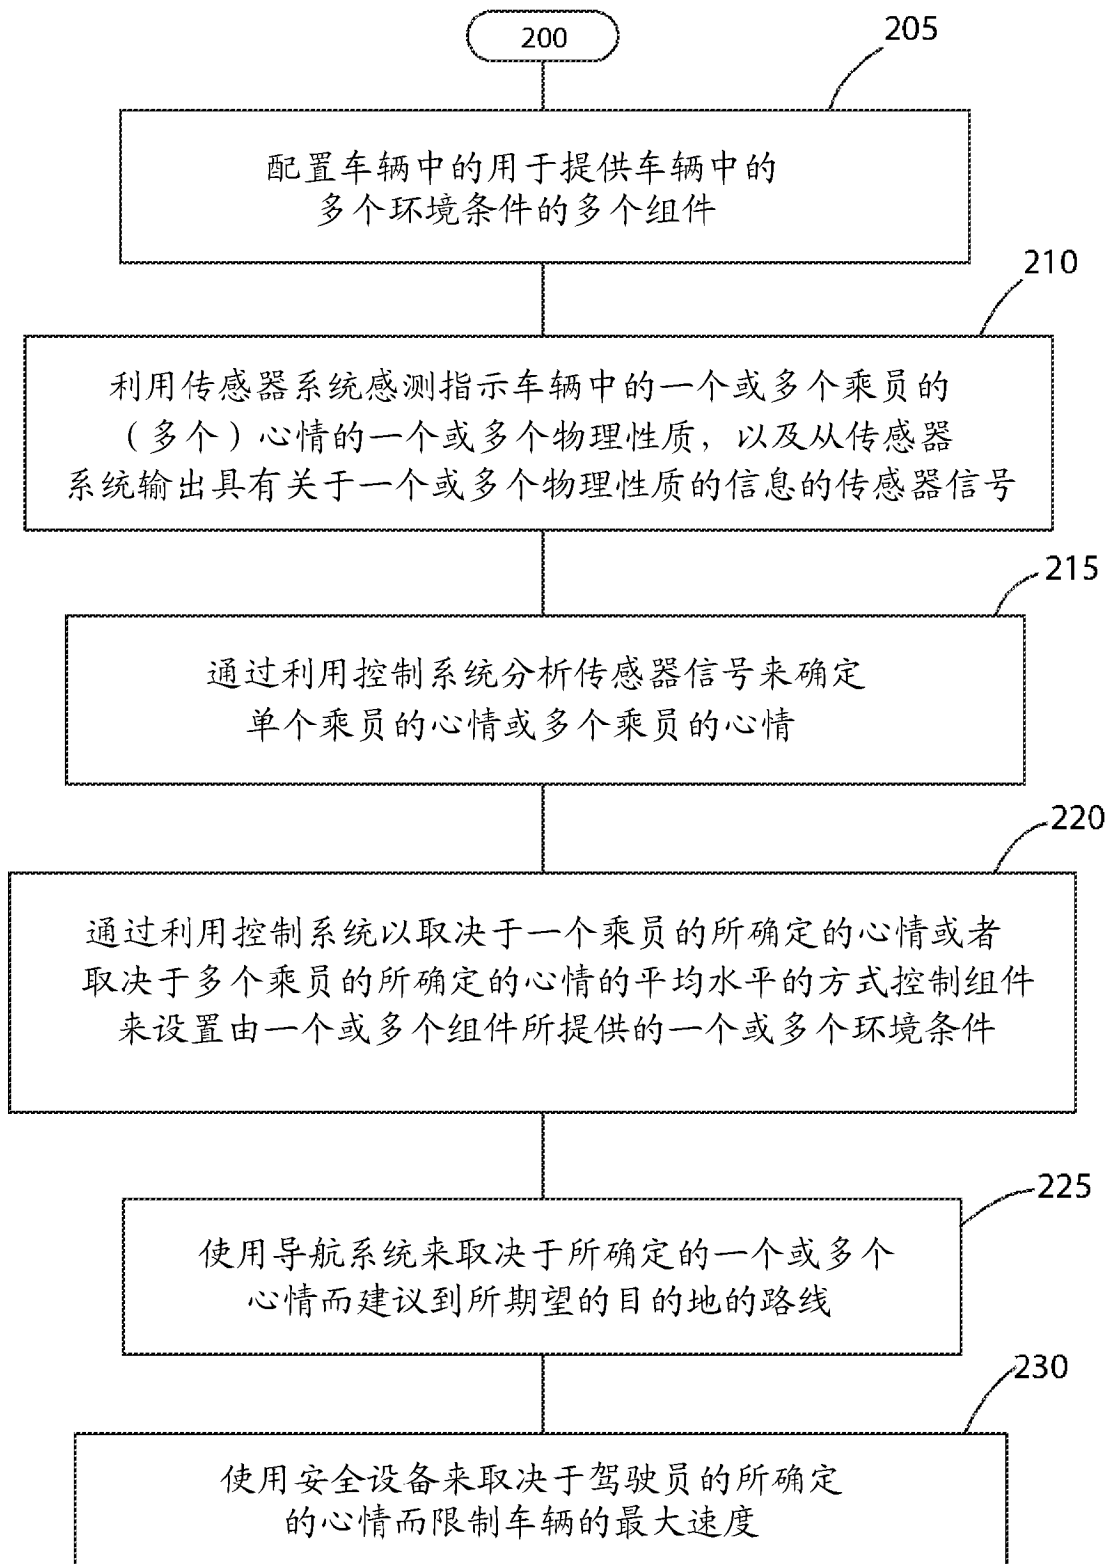 200
205
配置车辆中的用于提供车辆中的
多个环境条件的多个组件
210
利用传感器系统感测指示车辆中的一个或多个乘员的
（多个）心情的一个或多个物理性质，以及从传感器
系统输出具有关于一个或多个物理性质的信息的传感器信号
215
通过利用控制系统分析传感器信号来确定
单个乘员的心情或多个乘员的心情
220
通过利用控制系统以取决于一个乘员的所确定的心情或者
取决于多个乘员的所确定的心情的平均水平的方式控制组件
来设置由一个或多个组件所提供的一个或多个环境条件
225
使用导航系统来取决于所确定的一个或多个
心情而建议到所期望的目的地的路线
230
使用安全设备来取决于驾驶员的所确定
的心情而限制车辆的最大速度